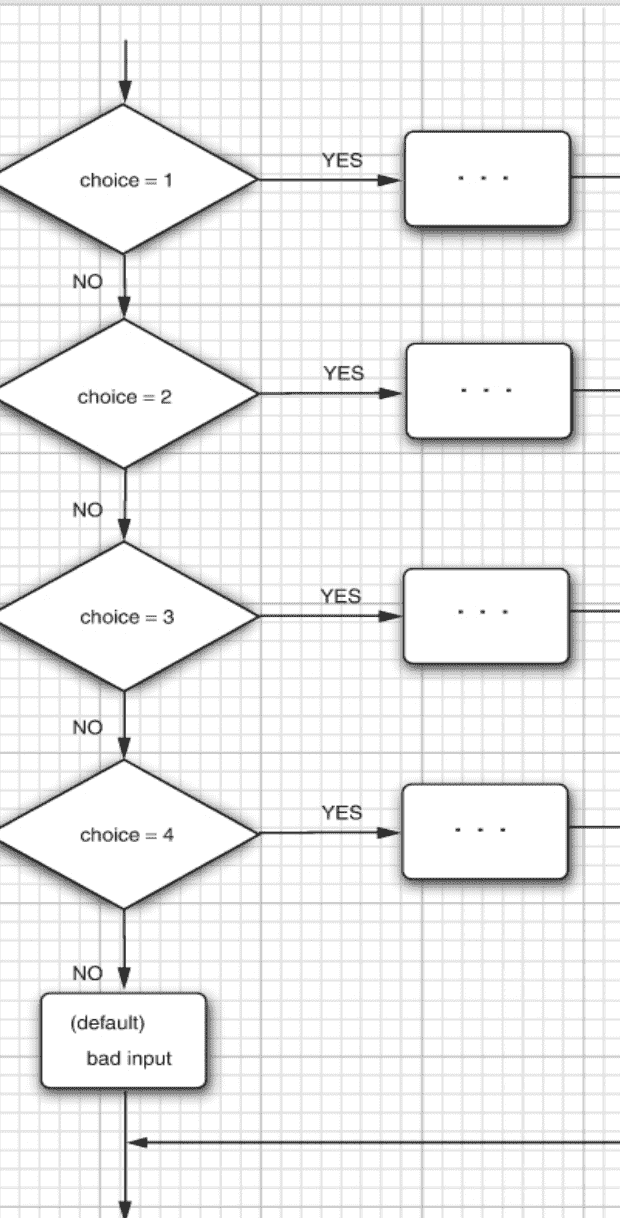 choice = 1
YES
. . .
NO
choice = 2
YES
. . .
NO
choice = 3
YES
. . .
NO
choice = 4
YES
. . .
NO
(default)
bad input